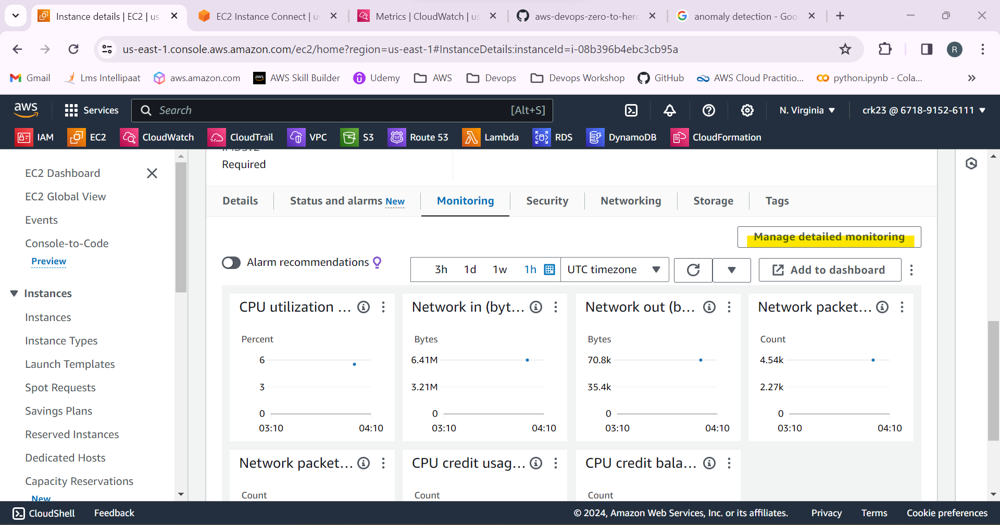 Instance details | EC2 | us
EC2 Instance Connect | u
Metrics | CloudWatch | us
aws-devops-zero-to-herc
anomaly detection - Goo
us-east-1.console.aws.amazon.com/ec2/home?region=us-east-1#InstanceDetails:instanceId=i-08b396b4ebc3cb95a
R
Gmail
Lms Intellipaat
aws.amazon.com
aws
AWS Skill Builder
Udemy
AWS
Devops
Devops Workshop
GitHub
AWS Cloud Practitio...
python.ipynb - Cola...
aws
Services
Search
[Alt+S]
N. Virginia
crk23 @ 6718-9152-6111
IAM
EC2
CloudWatch
CloudTrail
VPC
S3
Route 53
Lambda
RDS
DynamoDB
CloudFormation
EC2 Dashboard
EC2 Global View
Events
Console-to-Code
Preview
Instances
Instances
Instance Types
Launch Templates
Spot Requests
Savings Plans
Reserved Instances
Dedicated Hosts
Capacity Reservations
New
IMDSv2
Required
Details
Status and alarms New
Monitoring
Security
Networking
Storage
Tags
Manage detailed monitoring
Alarm recommendations
3h
1d
1w
1h
UTC timezone
Add to dashboard
CPU utilization ...
Percent
6
3
0
03:10
04:10
Network in (byt...
Bytes
6.41M
3.21M
0
03:10
04:10
Network out (b...
Bytes
70.8k
35.4k
0
03:10
04:10
Network packet...
Count
4.54k
2.27k
0
03:10
04:10
Network packet...
Count
CPU credit usag...
Count
CPU credit bala...
Count
CloudShell
Feedback
© 2024, Amazon Web Services, Inc. or its affiliates.
Privacy
Terms
Cookie preferences